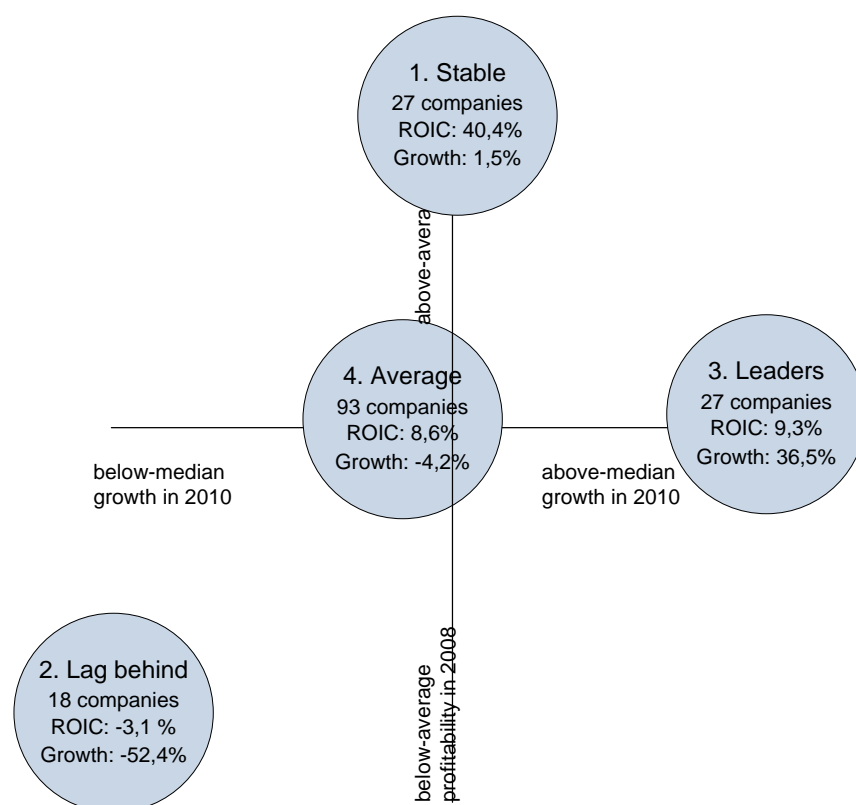 1. Stable
27 companies
ROIC: 40,4%
Growth: 1,5%
above-avera
4. Average
93 companies
ROIC: 8,6%
Growth: -4,2%
3. Leaders
27 companies
ROIC: 9,3%
Growth: 36,5%
below-median
growth in 2010
above-median
growth in 2010
2. Lag behind
18 companies
ROIC: -3,1 %
Growth: -52,4%
below-average
profitability in 2008